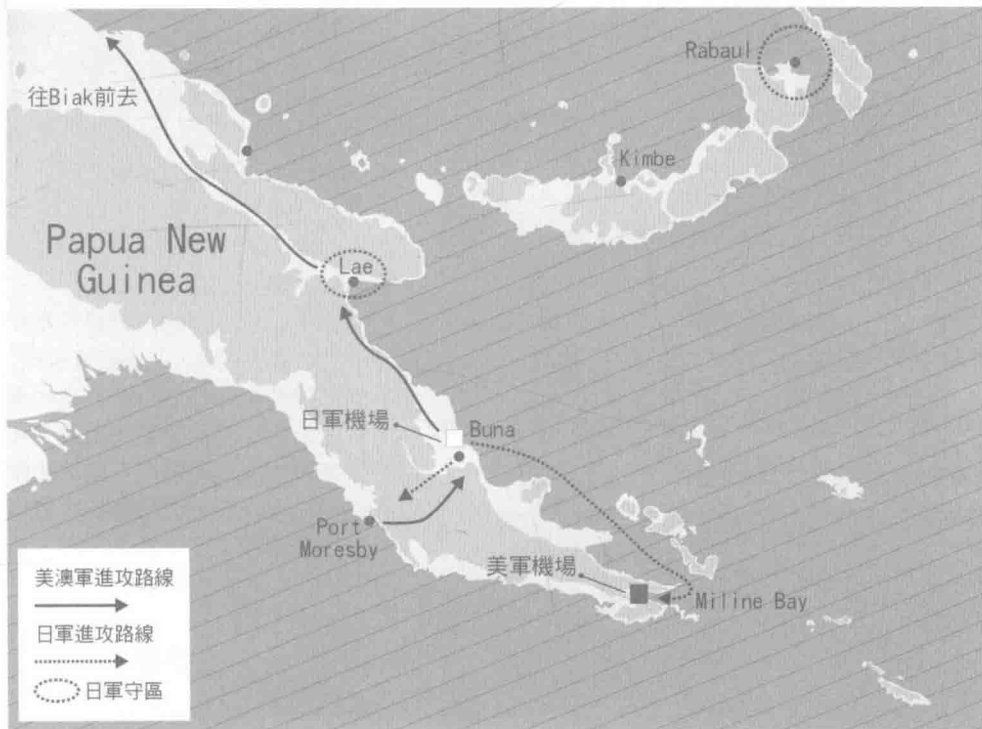 Rabaul
往Biak前去
Kimbe
Papua New
Guinea
Lae
日軍機場
Buna
Port
Moresby
美軍機場
Miline Bay
美澳軍進攻路線
日軍進攻路線
日軍守區